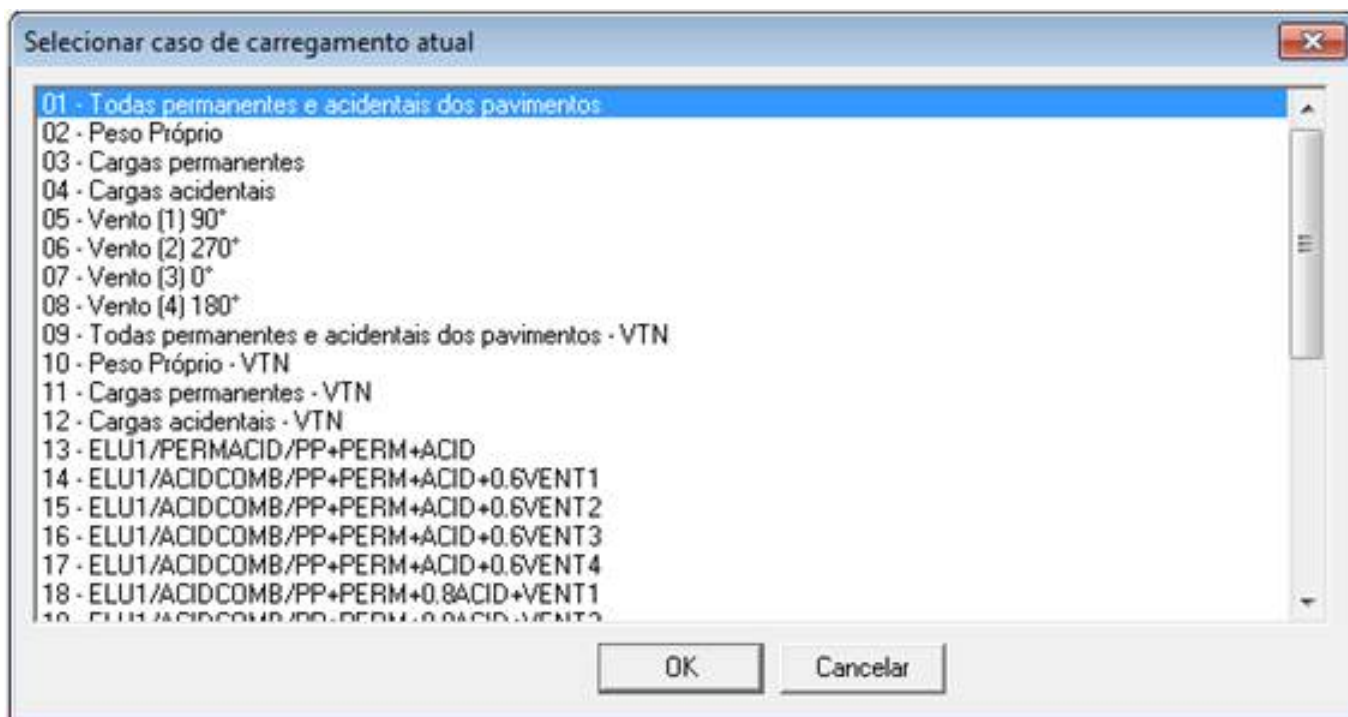 Selecionar caso de carregamento atual
01 - Todas permanentes e acidentais dos pavimentos
02 - Peso Próprio
03 - Cargas permanentes
04 - Cargas acidentais
05 - Vento (1) 90°
06 - Vento (2) 270°
07 - Vento (3) 0°
08 - Vento (4) 180°
09 - Todas permanentes e acidentais dos pavimentos - VTN
10 - Peso Próprio - VTN
11 - Cargas permanentes - VTN
12 - Cargas acidentais - VTN
13 - ELU1/PERMACID/PP+PERM+ACID
14 - ELU1/ACIDCOMB/PP+PERM+ACID+0.6VENT1
15 - ELU1/ACIDCOMB/PP+PERM+ACID+0.6VENT2
16 - ELU1/ACIDCOMB/PP+PERM+ACID+0.6VENT3
17 - ELU1/ACIDCOMB/PP+PERM+ACID+0.6VENT4
18 - ELU1/ACIDCOMB/PP+PERM+0.8ACID+VENT1
OK Cancelar